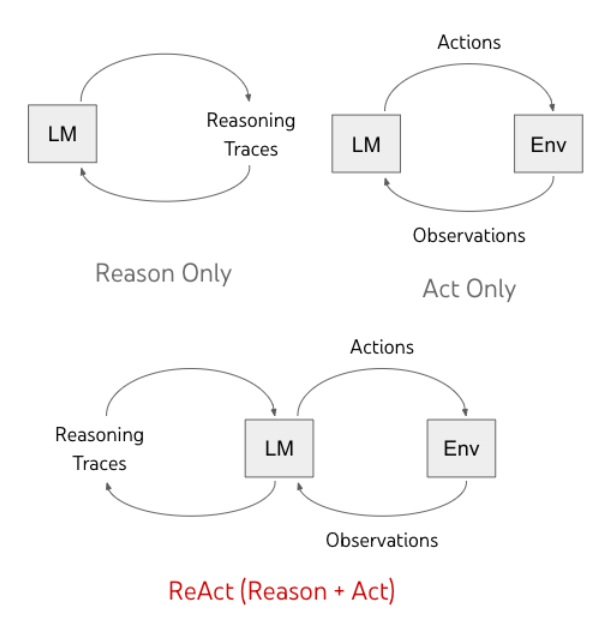 Actions
LM
Reasoning
Traces
LM
Env
Observations
Reason Only
Act Only
Actions
Reasoning
Traces
LM
Env
Observations
ReAct (Reason + Act)